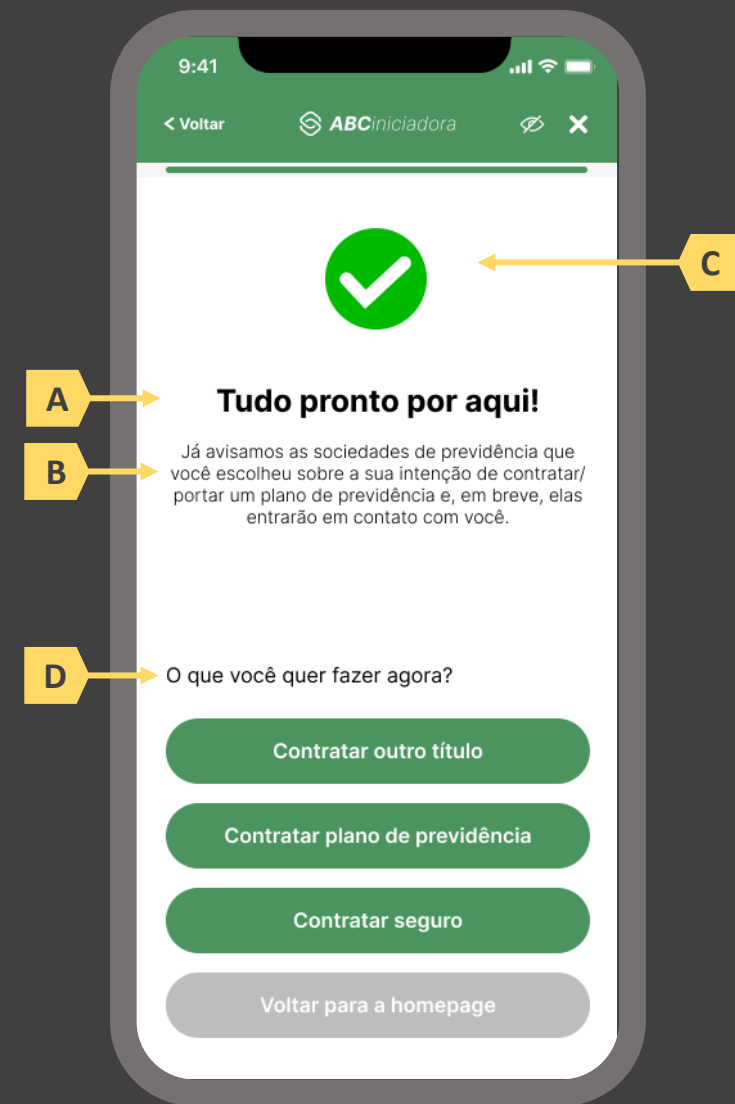 9:41
< Voltar
ABCiniciadora
C
A
Tudo pronto por aqui!
B
Já avisamos as sociedades de previdência que
você escolheu sobre a sua intenção de contratar/
portar um plano de previdência e, em breve, elas
entrarão em contato com você.
D
O que você quer fazer agora?
Contratar outro título
Contratar plano de previdência
Contratar seguro
Voltar para a homepage